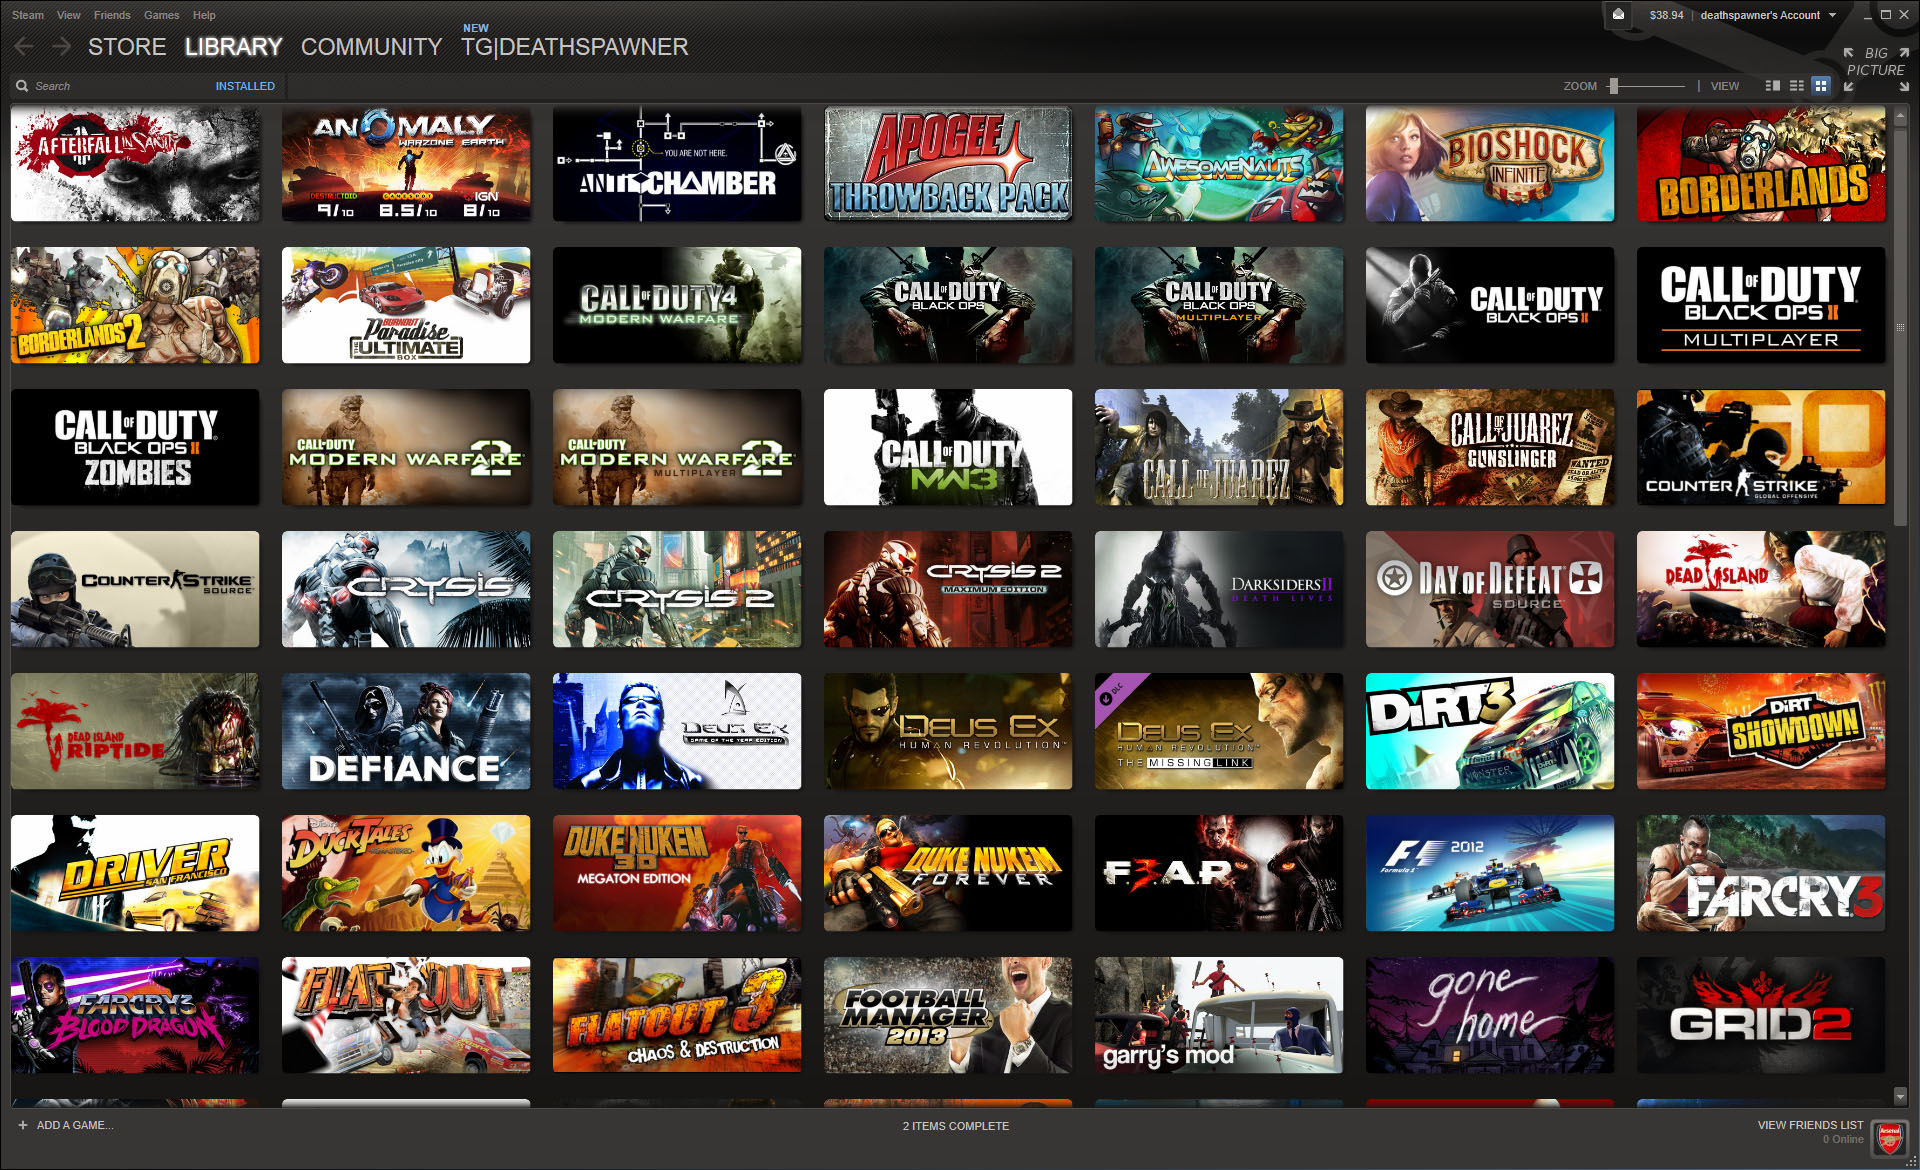 Steam View Friends Games Help
$38.94 | deathspawner's Account
NEW
STORE LIBRARY COMMUNITY TG|DEATHSPAWNER
BIG
PICTURE
Search
INSTALLED
ZOOM
| VIEW
AFTERFALL INSANITY
ANOMALY
WARZONE EARTH
DESTRUCTOID
9/10
GAMESPOT
8.5/10
IGN
8/10
YOU ARE NOT HERE.
ANTICHAMBER
APOGEE
THROWBACK PACK
AWESOMENAUTS
BIOSHOCK
INFINITE
BORDERLANDS
BORDERLANDS 2
BURNOUT
Paradise
THE ULTIMATE
BOX
CALL OF DUTY 4
MODERN WARFARE
CALL OF DUTY
BLACK OPS
CALL OF DUTY
BLACK OPS
MULTIPLAYER
CALL OF DUTY
BLACK OPS II
CALL OF DUTY
BLACK OPS II
MULTIPLAYER
CALL OF DUTY
BLACK OPS II
ZOMBIES
CALL OF DUTY
MODERN WARFARE 2
CALL OF DUTY
MODERN WARFARE 2
MULTIPLAYER
CALL OF DUTY
MW3
CALL OF JUAREZ
CALL OF JUAREZ
GUNSLINGER
WANTED
DEAD OR ALIVE
GO
COUNTER STRIKE
GLOBAL OFFENSIVE
COUNTER STRIKE
SOURCE
CRYSIS
CRYSIS 2
CRYSIS 2
MAXIMUM EDITION
DARKSIDERS II
DEATH LIVES
DAY OF DEFEAT
SOURCE
DEAD ISLAND
DEAD ISLAND
RIPTIDE
DEFIANCE
DEUS EX
GAME OF THE YEAR EDITION
DEUS EX
HUMAN REVOLUTION
DLC
DEUS EX
HUMAN REVOLUTION
THE MISSING LINK
DiRT3
MONSTER
DiRT
SHOWDOWN
DRIVER
SAN FRANCISCO
Disney
DUCKTALES
REMASTERED
DUKE NUKEM
3D
MEGATON EDITION
DUKE NUKEM
FOREVER
F.3.A.R
F1 2012
Formula 1
FARCRY3
FARCRY3
BLOOD DRAGON
FLATOUT
FLATOUT 3
CHAOS & DESTRUCTION
FOOTBALL
MANAGER
2013
garry's mod
gone
home
GRID2
+ ADD A GAME...
2 ITEMS COMPLETE
VIEW FRIENDS LIST
0 Online
Arsenal